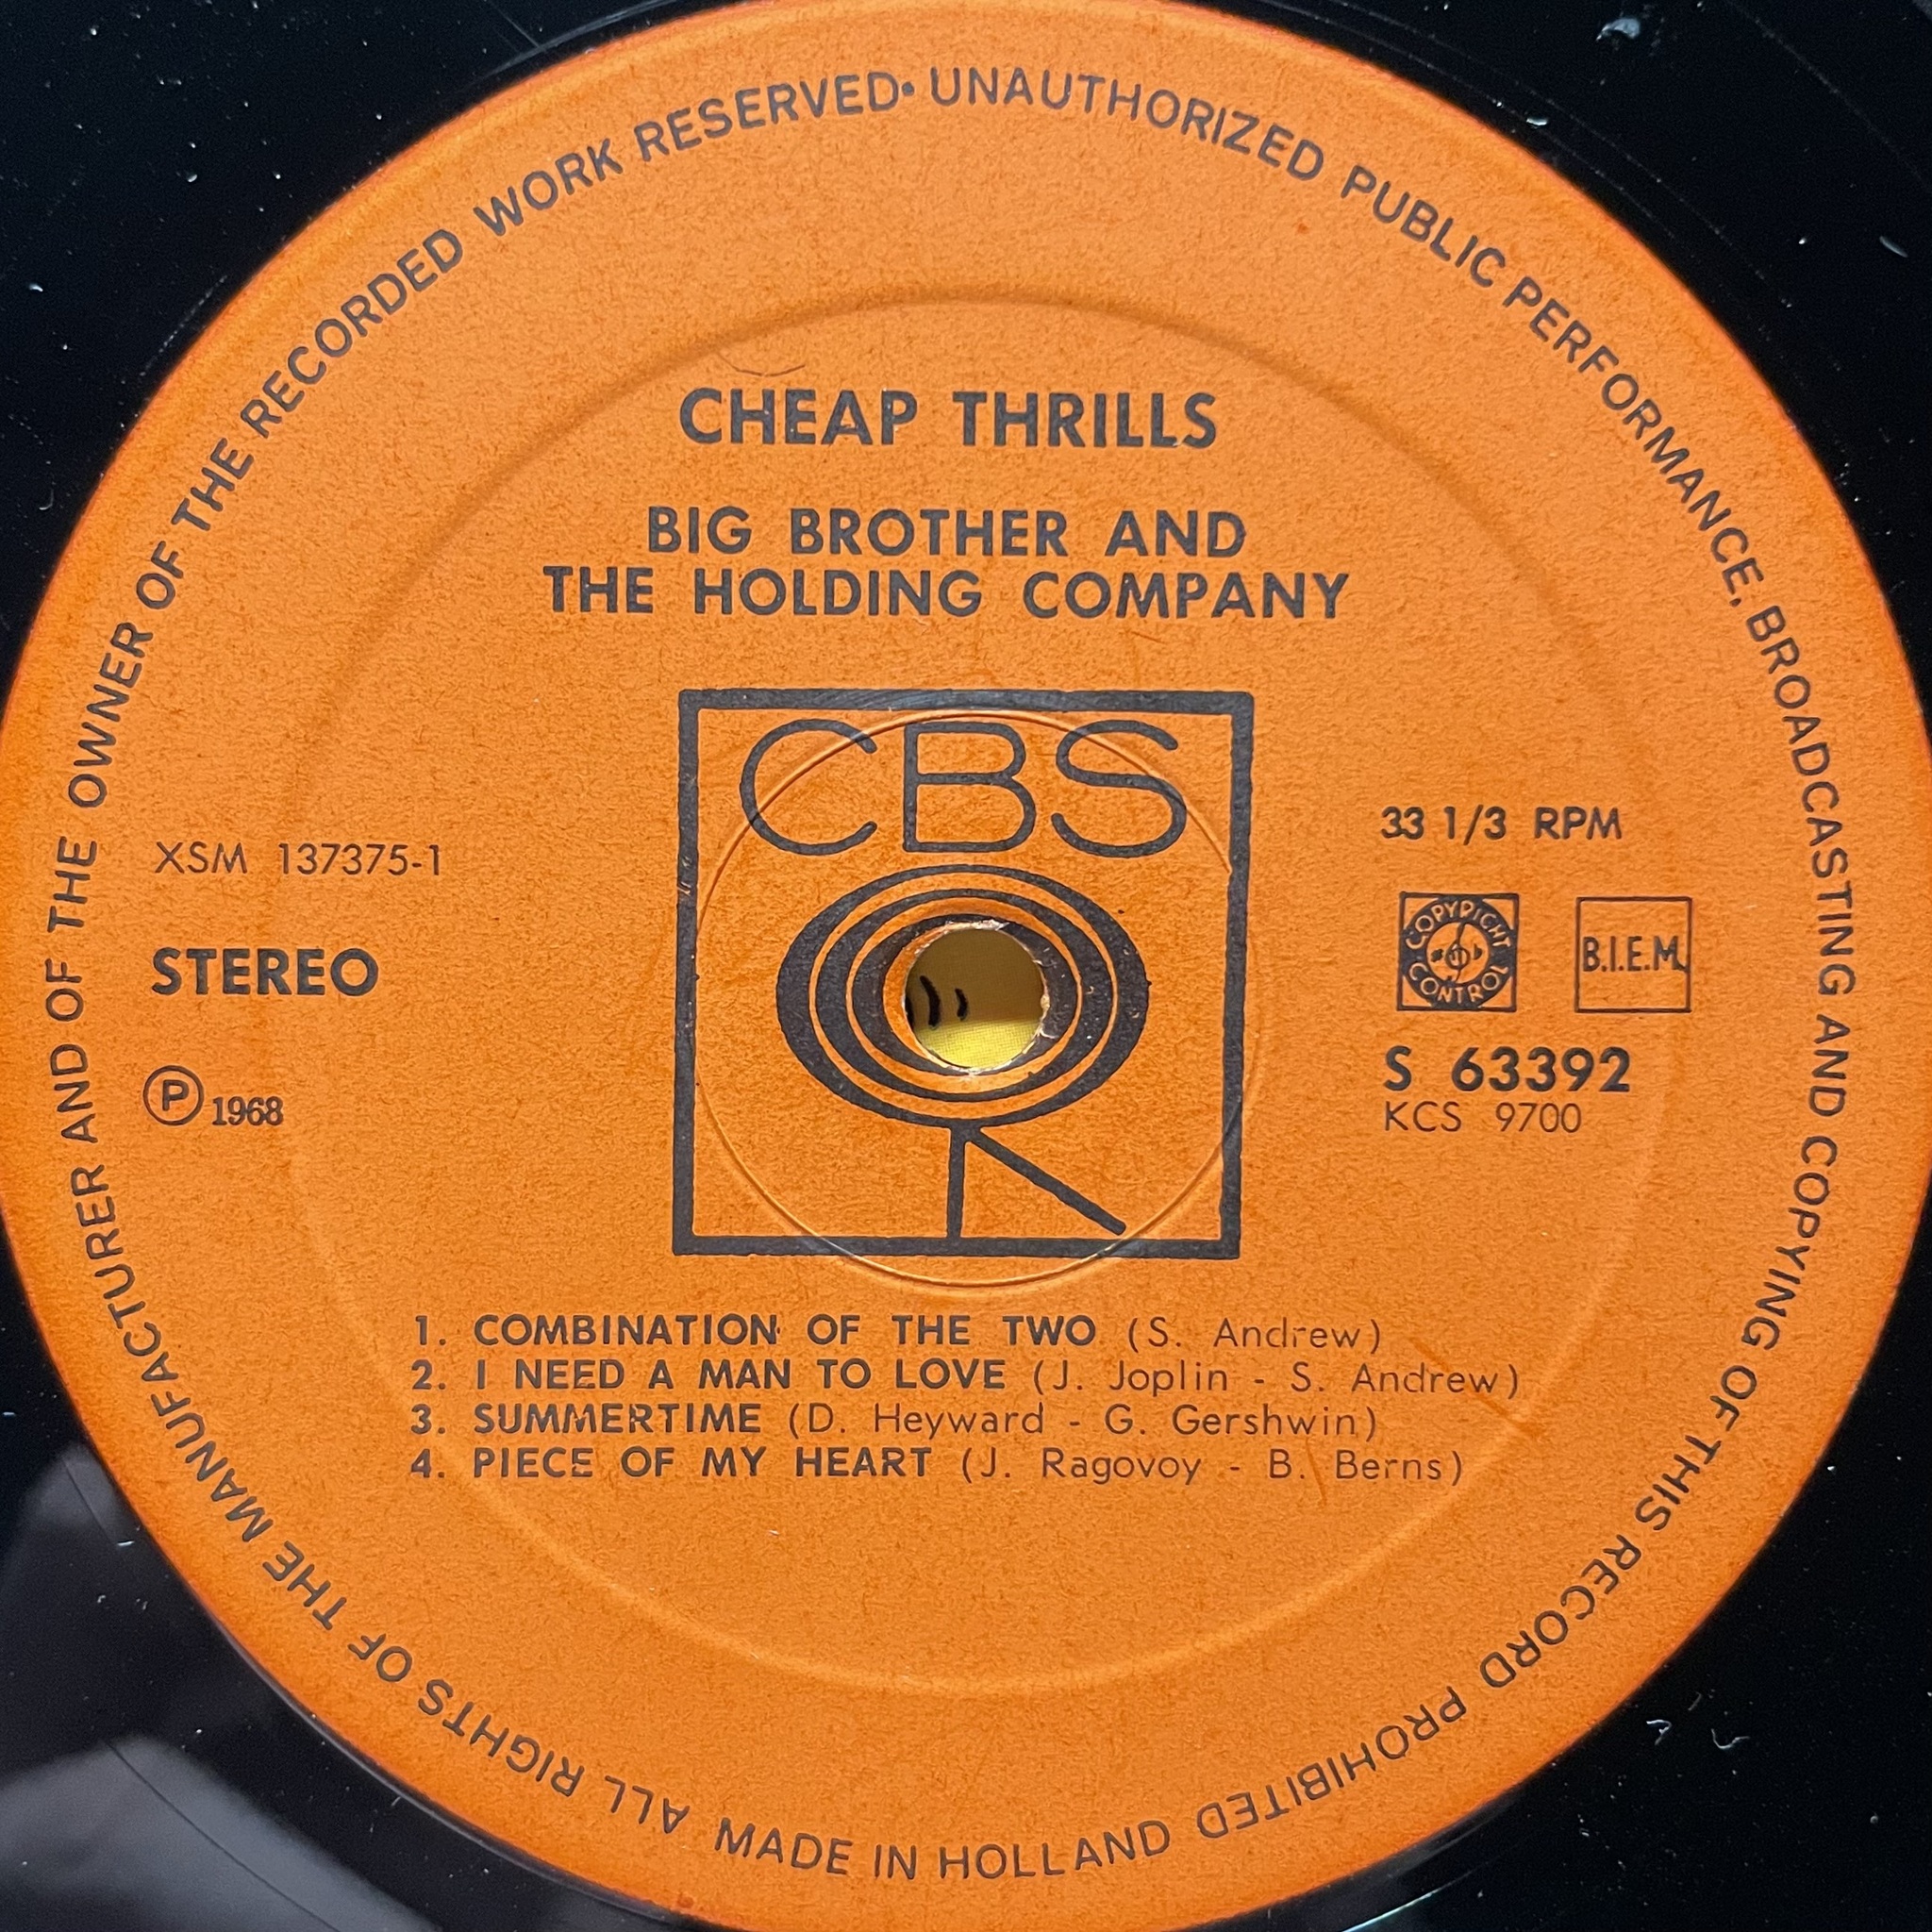 ALL RIGHTS OF THE MANUFACTURER AND OF THE OWNER OF THE RECORDED WORK RESERVED • UNAUTHORIZED PUBLIC PERFORMANCE, BROADCASTING AND COPYING OF THIS RECORD PROHIBITED
CHEAP THRILLS
BIG BROTHER AND
THE HOLDING COMPANY
CBS
33 1/3 RPM
XSM 137375-1
COPYRIGHT CONTROL
B.I.E.M.
STEREO
S 63392
KCS 9700
Ⓟ 1968
1. COMBINATION OF THE TWO (S. Andrew)
2. I NEED A MAN TO LOVE (J. Joplin - S. Andrew)
3. SUMMERTIME (D. Heyward - G. Gershwin)
4. PIECE OF MY HEART (J. Ragovoy - B. Berns)
MADE IN HOLLAND